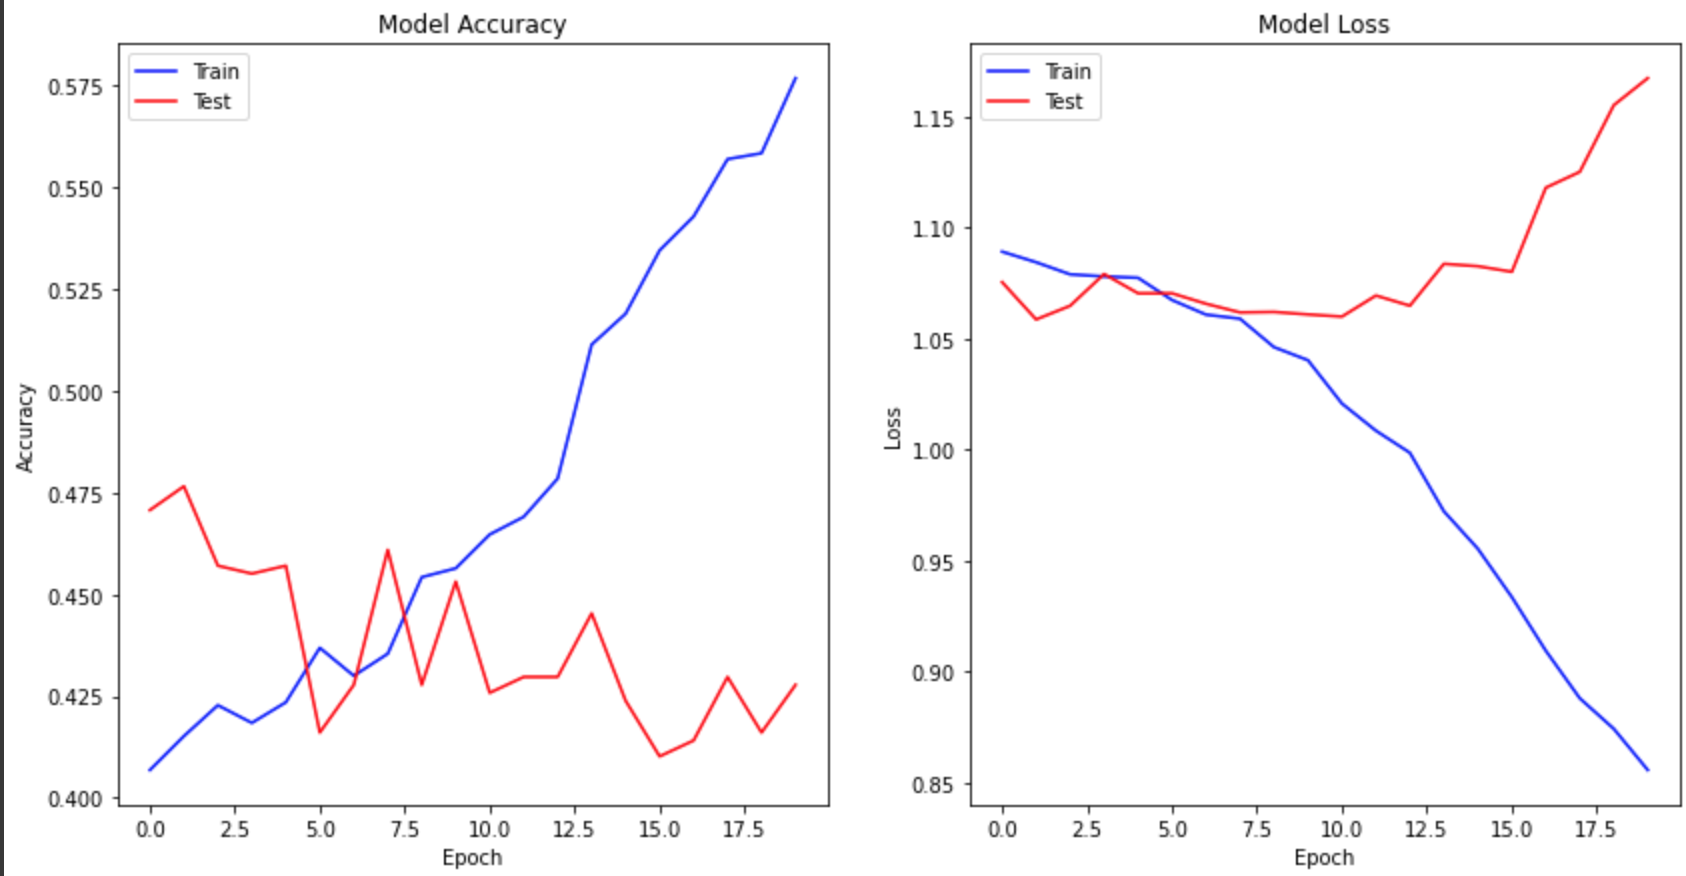 Model Accuracy
Train
Test
0.575
0.550
0.525
0.500
0.475
0.450
0.425
0.400
Accuracy
0.0 2.5 5.0 7.5 10.0 12.5 15.0 17.5
Epoch
Model Loss
Train
Test
1.15
1.10
1.05
1.00
0.95
0.90
0.85
Loss
0.0 2.5 5.0 7.5 10.0 12.5 15.0 17.5
Epoch